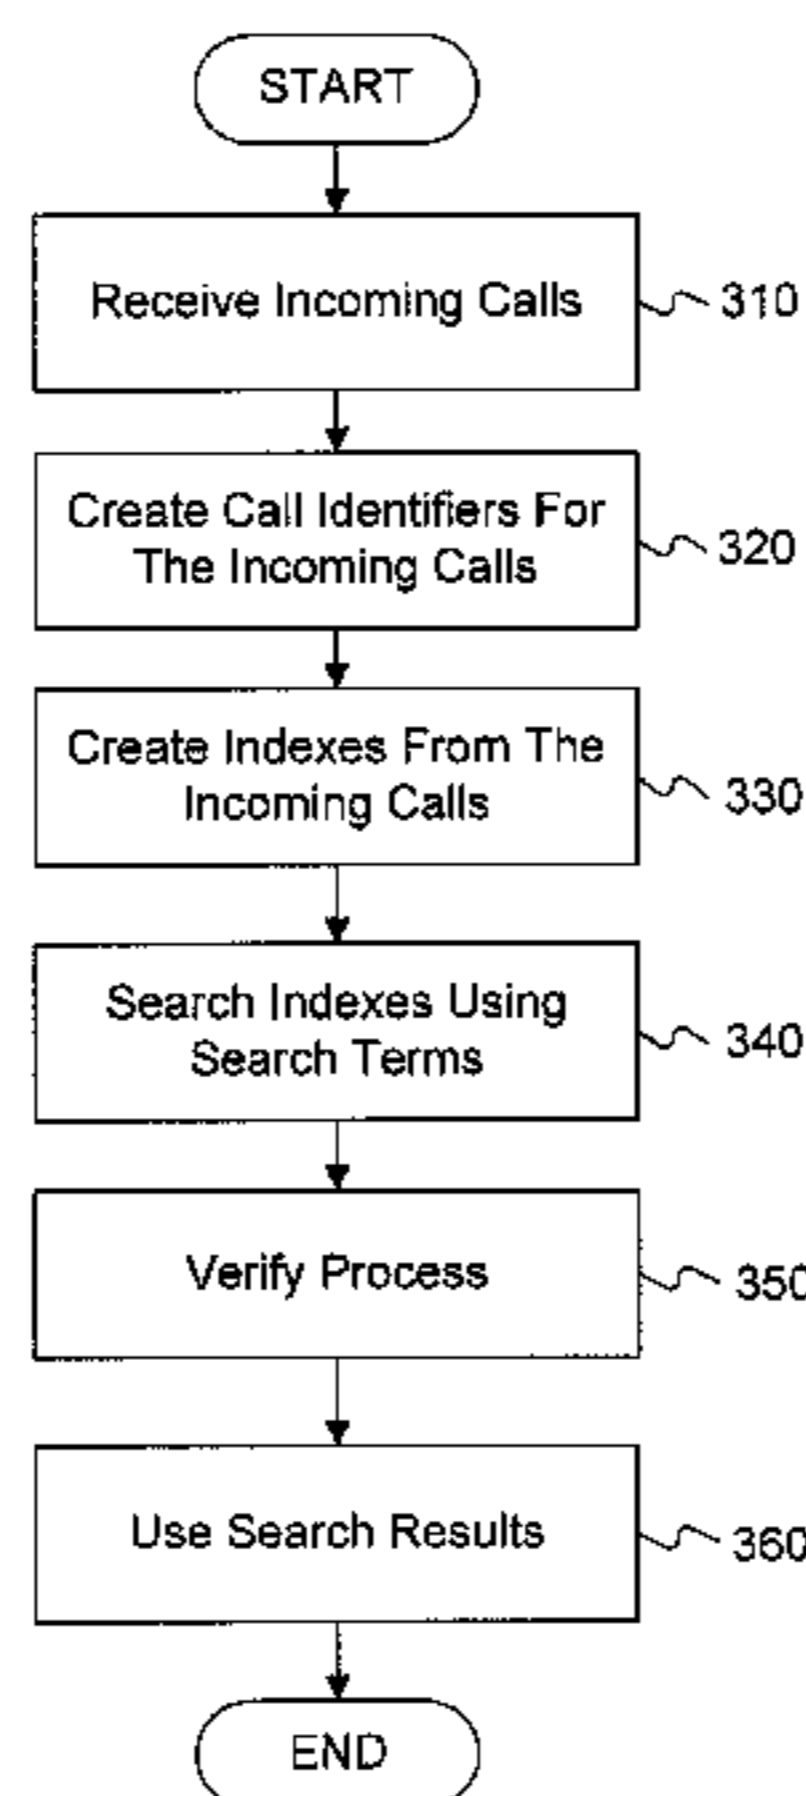 START
Receive Incoming Calls
310
Create Call Identifiers For
The Incoming Calls
320
Create Indexes From The
Incoming Calls
330
Search Indexes Using
Search Terms
340
Verify Process
350
Use Search Results
360
END